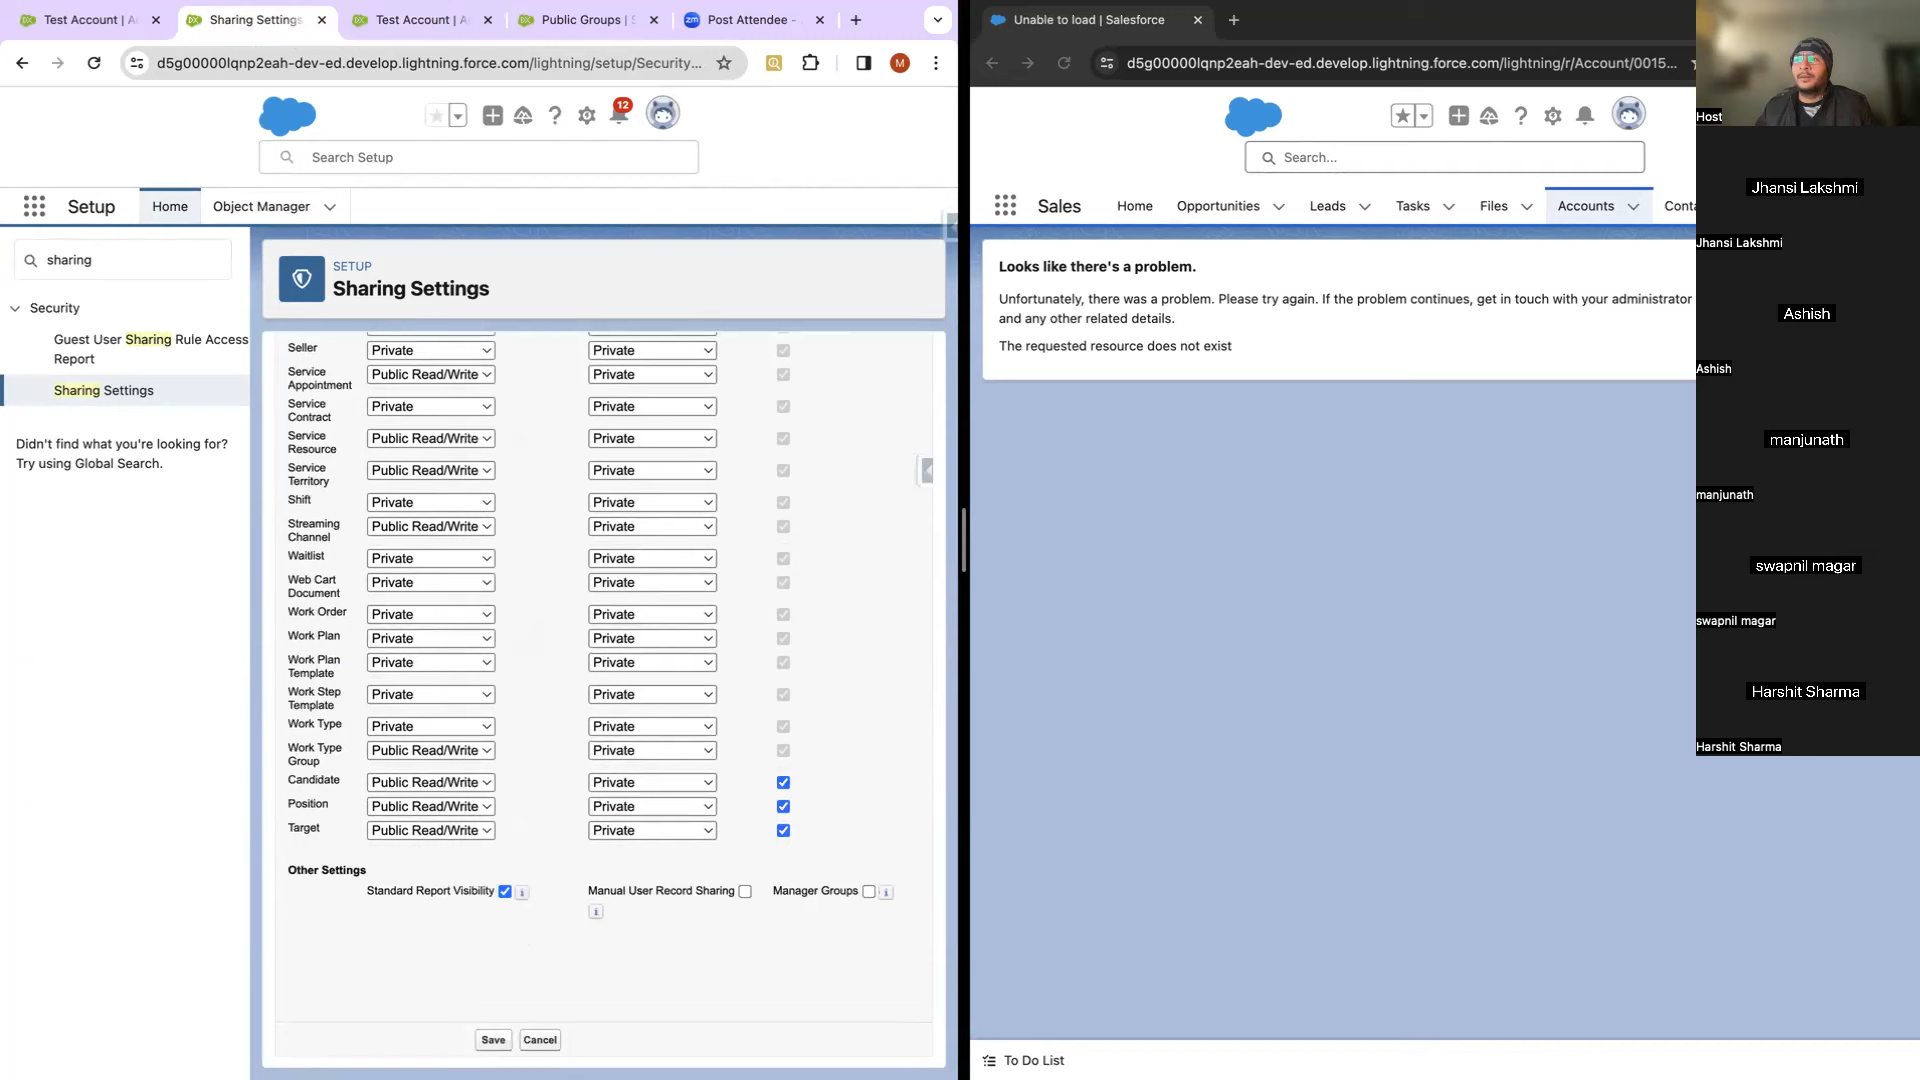 Test Account | A
Sharing Settings
Test Account | A
Public Groups | S
Post Attendee -
d5g00000lqnp2eah-dev-ed.develop.lightning.force.com/lightning/setup/Security...
M
12
Search Setup
Setup
Home
Object Manager
sharing
Security
Guest User Sharing Rule Access
Report
Sharing Settings
Didn't find what you're looking for?
Try using Global Search.
SETUP
Sharing Settings
Seller Private Private
Service
Appointment Public Read/Write Private
Service
Contract Private Private
Service
Resource Public Read/Write Private
Service
Territory Public Read/Write Private
Shift Private Private
Streaming
Channel Public Read/Write Private
Waitlist Private Private
Web Cart
Document Private Private
Work Order Private Private
Work Plan Private Private
Work Plan
Template Private Private
Work Step
Template Private Private
Work Type Private Private
Work Type
Group Public Read/Write Private
Candidate Public Read/Write Private
Position Public Read/Write Private
Target Public Read/Write Private
Other Settings
Standard Report Visibility
Manual User Record Sharing
Manager Groups
Save
Cancel
Unable to load | Salesforce
d5g00000lqnp2eah-dev-ed.develop.lightning.force.com/lightning/r/Account/0015...
Search...
Sales
Home
Opportunities
Leads
Tasks
Files
Accounts
Conta
Looks like there's a problem.
Unfortunately, there was a problem. Please try again. If the problem continues, get in touch with your administrator
and any other related details.
The requested resource does not exist
To Do List
Host
Jhansi Lakshmi
Jhansi Lakshmi
Ashish
Ashish
manjunath
manjunath
swapnil magar
swapnil magar
Harshit Sharma
Harshit Sharma